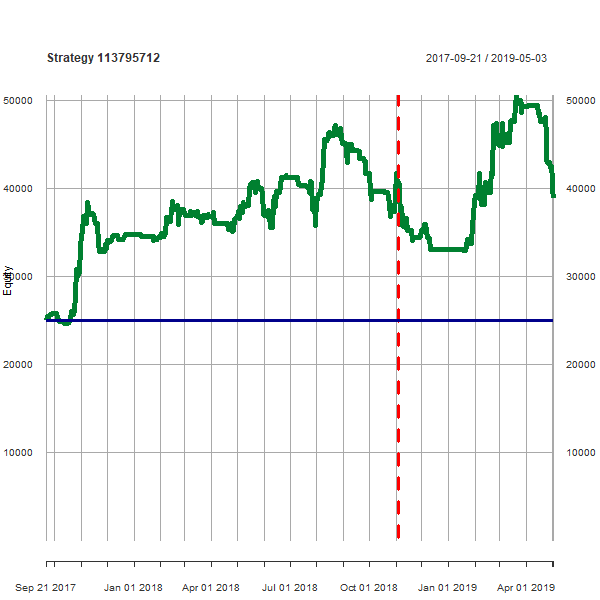 Strategy 113795712
2017-09-21 / 2019-05-03
50000
50000
40000
40000
Equity
30000
30000
20000
20000
10000
10000
Sep 21 2017
Jan 01 2018
Apr 01 2018
Jul 01 2018
Oct 01 2018
Jan 01 2019
Apr 01 2019